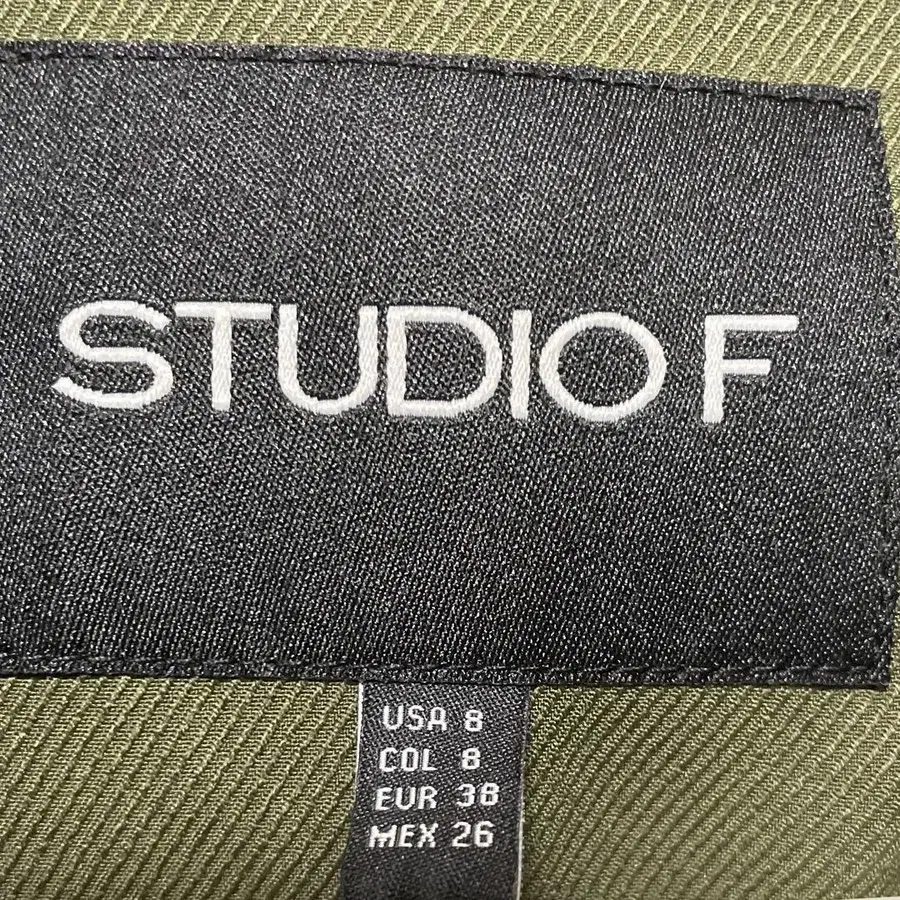 STUDIO F
USA 8
COL 8
EUR 38
MEX 26